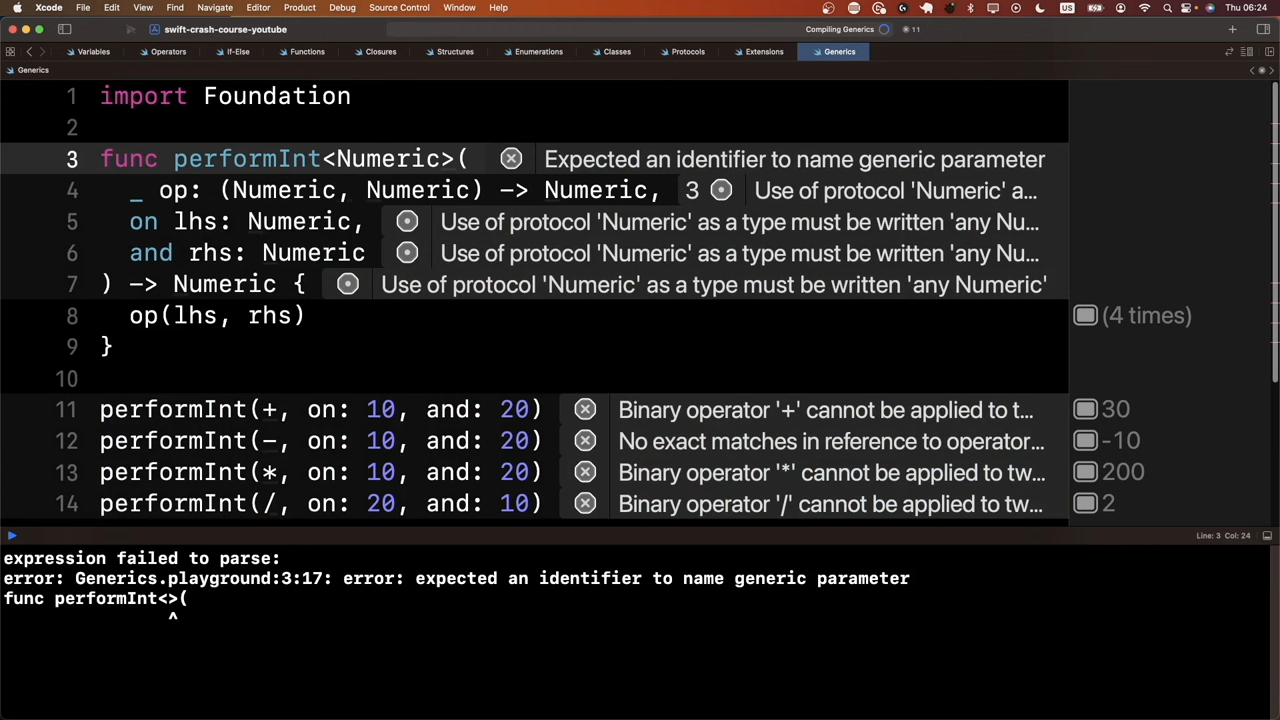 Xcode File Edit View Find Navigate Editor Product Debug Source Control Window Help US Thu 06:24
swift-crash-course-youtube Compiling Generics 11
Variables Operators If-Else Functions Closures Structures Enumerations Classes Protocols Extensions Generics
Generics
1 import Foundation
2
3 func performInt<Numeric>( Expected an identifier to name generic parameter
4 _ op: (Numeric, Numeric) -> Numeric, 3 Use of protocol 'Numeric' a...
5 on lhs: Numeric, Use of protocol 'Numeric' as a type must be written 'any Nu...
6 and rhs: Numeric Use of protocol 'Numeric' as a type must be written 'any Nu...
7 ) -> Numeric { Use of protocol 'Numeric' as a type must be written 'any Numeric'
8 op(lhs, rhs) (4 times)
9 }
10
11 performInt(+, on: 10, and: 20) Binary operator '+' cannot be applied to t... 30
12 performInt(-, on: 10, and: 20) No exact matches in reference to operator... -10
13 performInt(*, on: 10, and: 20) Binary operator '*' cannot be applied to tw... 200
14 performInt(/, on: 20, and: 10) Binary operator '/' cannot be applied to tw... 2
Line: 3 Col: 24
expression failed to parse:
error: Generics.playground:3:17: error: expected an identifier to name generic parameter
func performInt<>(
^